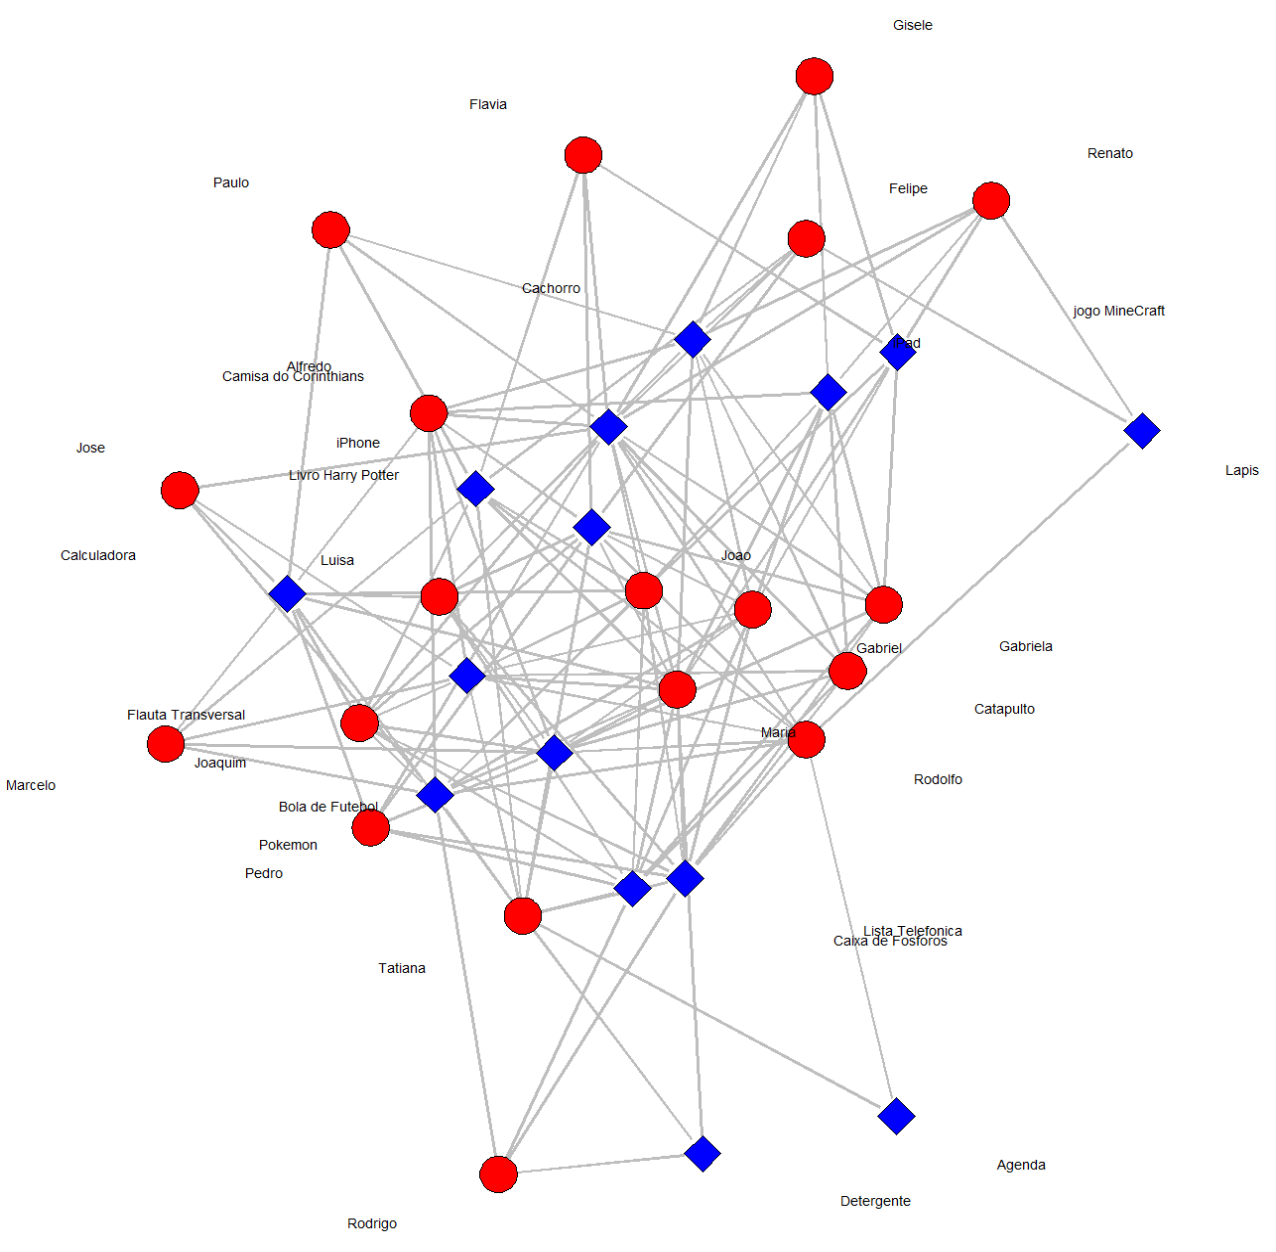 Gisele
Flavia
Renato
Paulo
Felipe
Cachorro
jogo MineCraft
iPad
Alfredo
Camisa do Corinthians
iPhone
Jose
Lapis
Livro Harry Potter
Calculadora
Joao
Luisa
Gabriela
Gabriel
Catapulto
Flauta Transversal
Maria
Joaquim
Rodolfo
Marcelo
Bola de Futebol
Pokemon
Pedro
Lista Telefonica
Caixa de Fosforos
Tatiana
Agenda
Detergente
Rodrigo